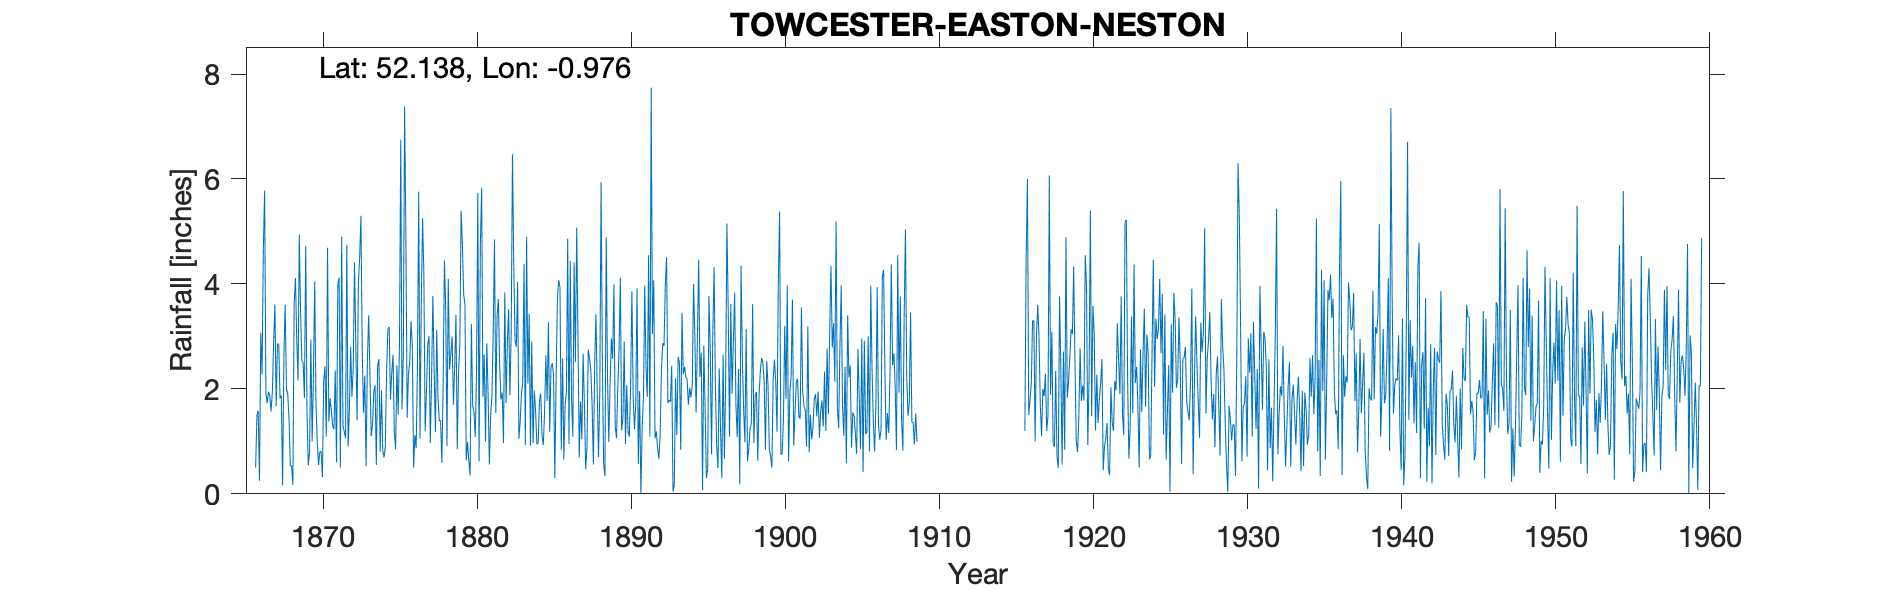 TOWCESTER-EASTON-NESTON
Lat: 52.138, Lon: -0.976
Rainfall [inches]
8
6
4
2
0
1870 1880 1890 1900 1910 1920 1930 1940 1950 1960
Year